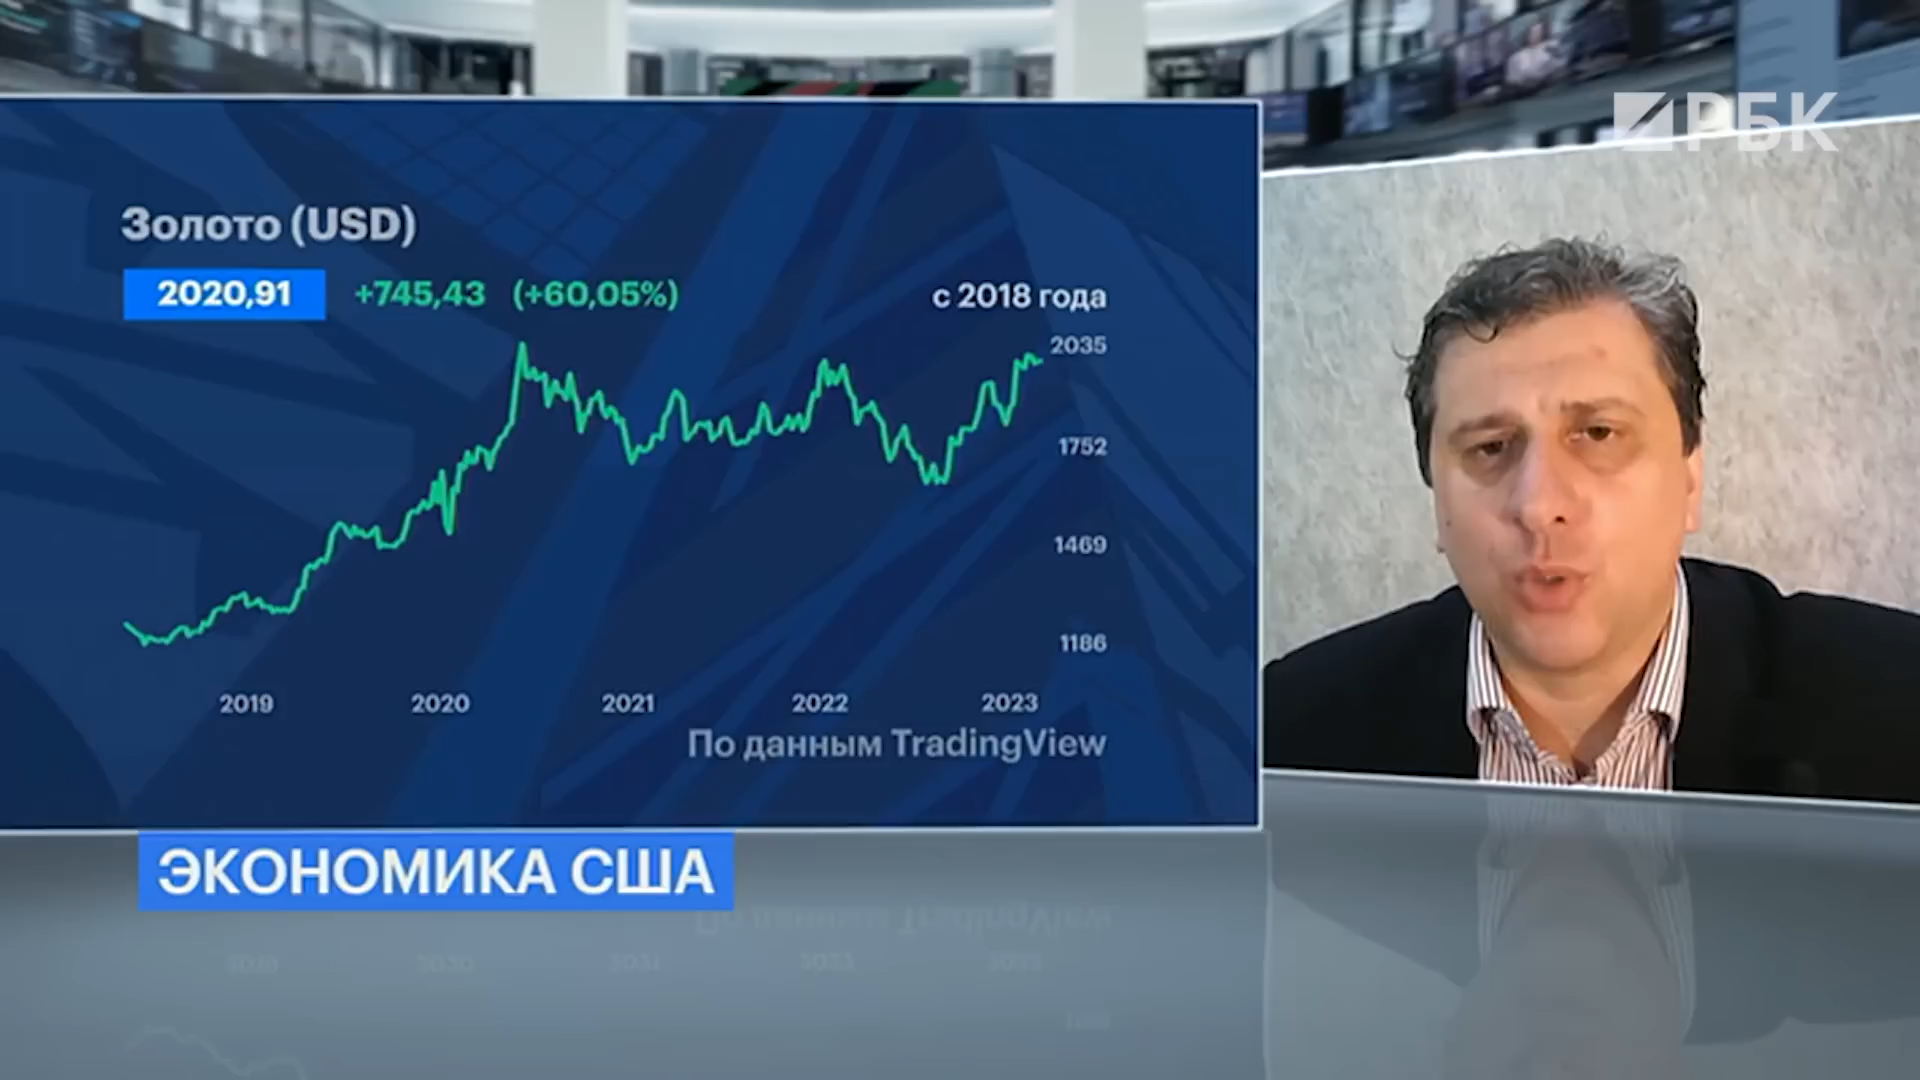 РБК
Золото (USD)
2020,91 +745,43 (+60,05%) с 2018 года
2035
1752
1469
1186
2019 2020 2021 2022 2023
По данным TradingView
ЭКОНОМИКА США